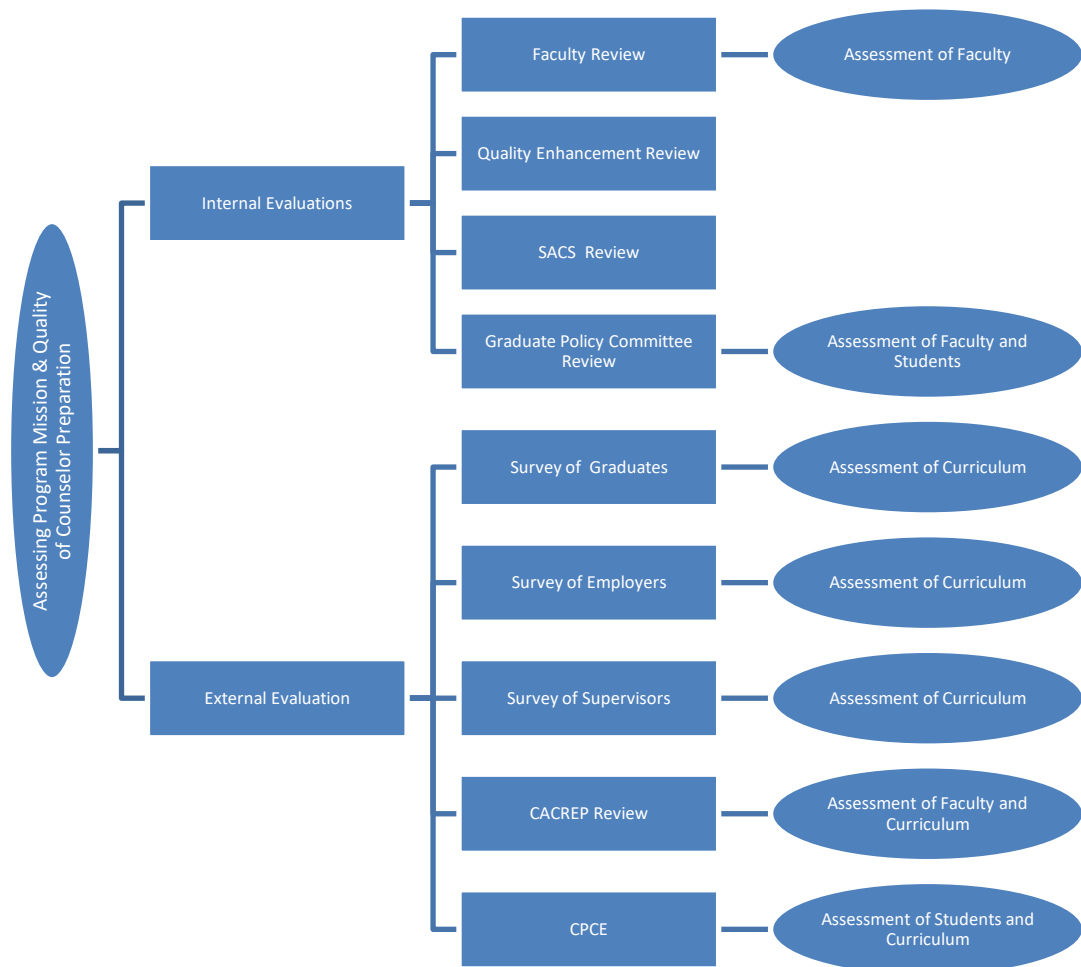 Assessing Program Mission & Quality
of Counselor Preparation
Internal Evaluations
Faculty Review
Assessment of Faculty
Quality Enhancement Review
SACS Review
Graduate Policy Committee
Review
Assessment of Faculty and
Students
External Evaluation
Survey of Graduates
Assessment of Curriculum
Survey of Employers
Assessment of Curriculum
Survey of Supervisors
Assessment of Curriculum
CACREP Review
Assessment of Faculty and
Curriculum
CPCE
Assessment of Students and
Curriculum